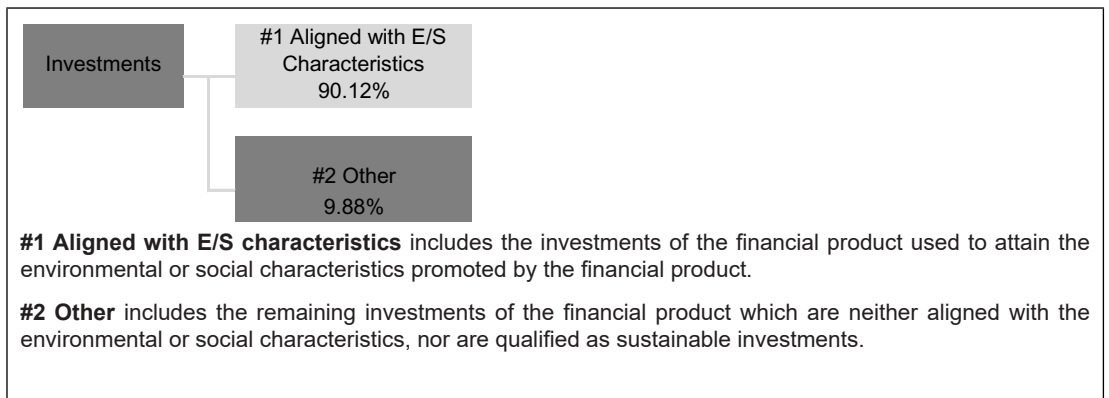 Investments
#1 Aligned with E/S
Characteristics
90.12%
#2 Other
9.88%
#1 Aligned with E/S characteristics includes the investments of the financial product used to attain the
environmental or social characteristics promoted by the financial product.
#2 Other includes the remaining investments of the financial product which are neither aligned with the
environmental or social characteristics, nor are qualified as sustainable investments.